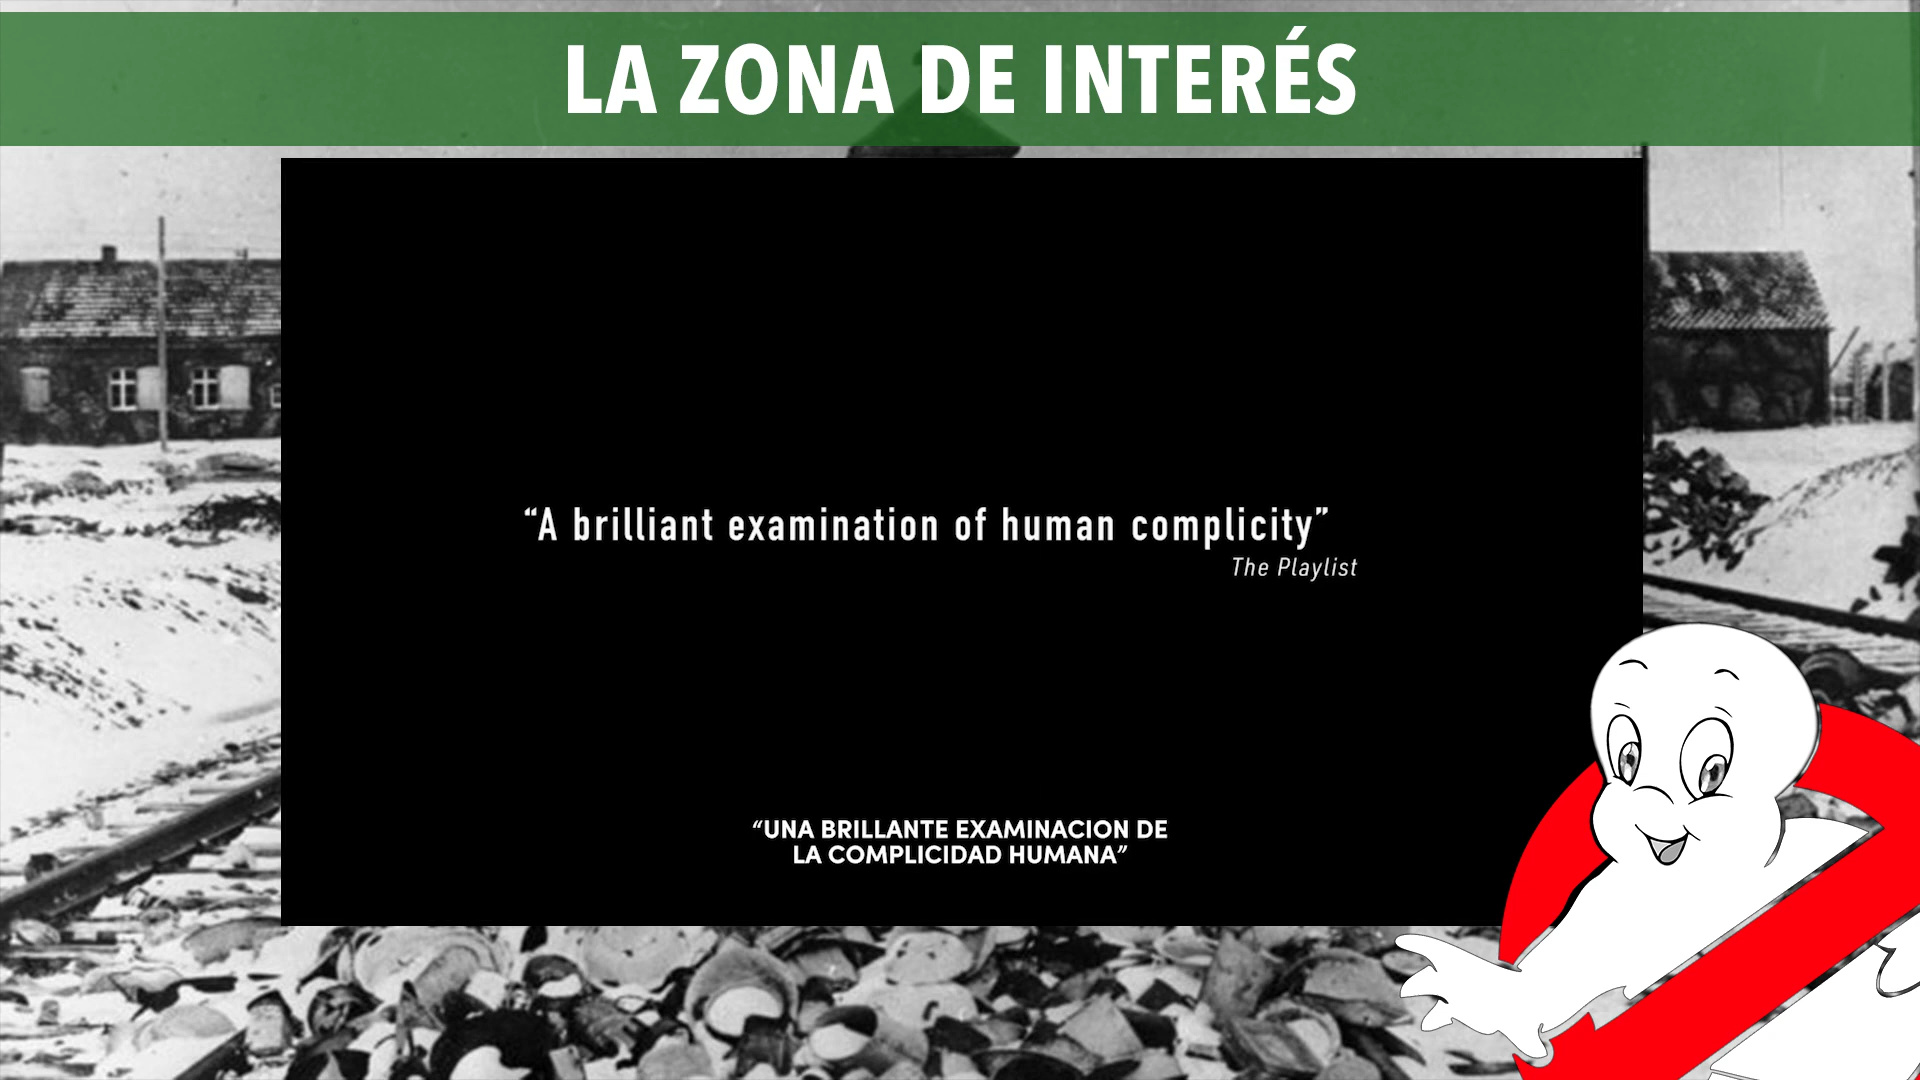 LA ZONA DE INTERÉS
“A brilliant examination of human complicity”
The Playlist
“UNA BRILLANTE EXAMINACION DE
LA COMPLICIDAD HUMANA”